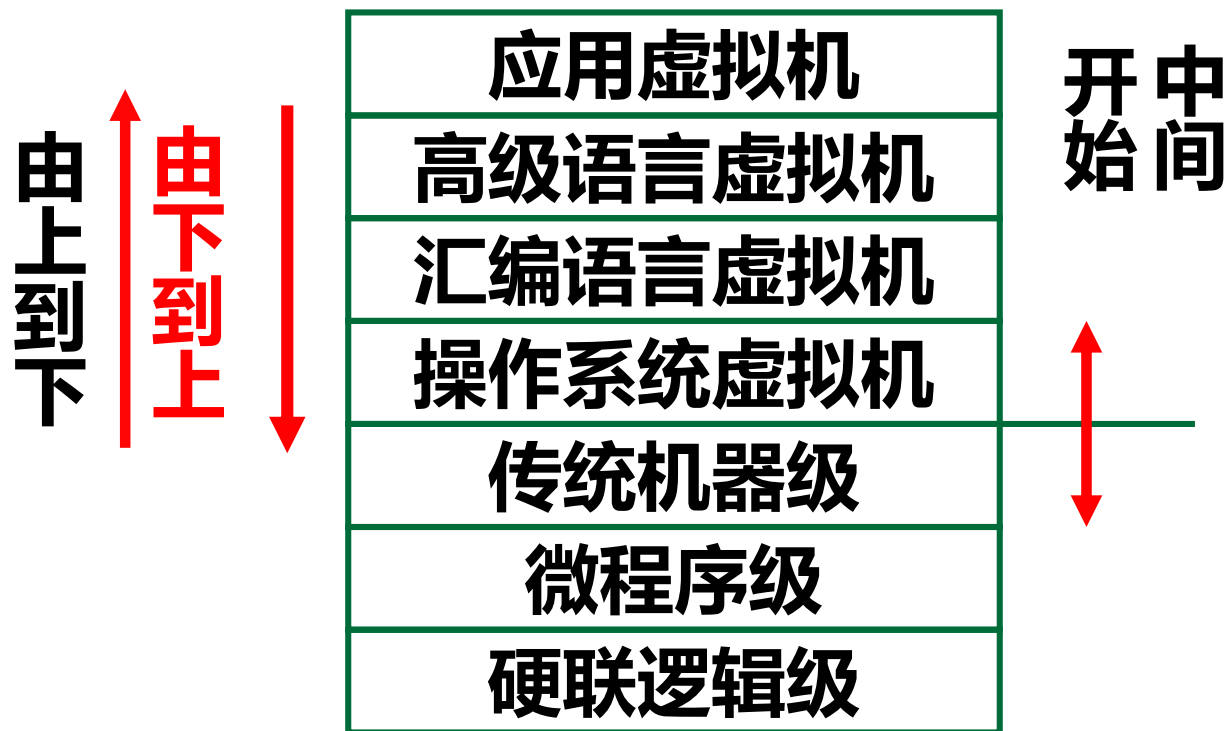 由上到下
由下到上
应用虚拟机
高级语言虚拟机
汇编语言虚拟机
操作系统虚拟机
传统机器级
微程序级
硬联逻辑级
中间
开始